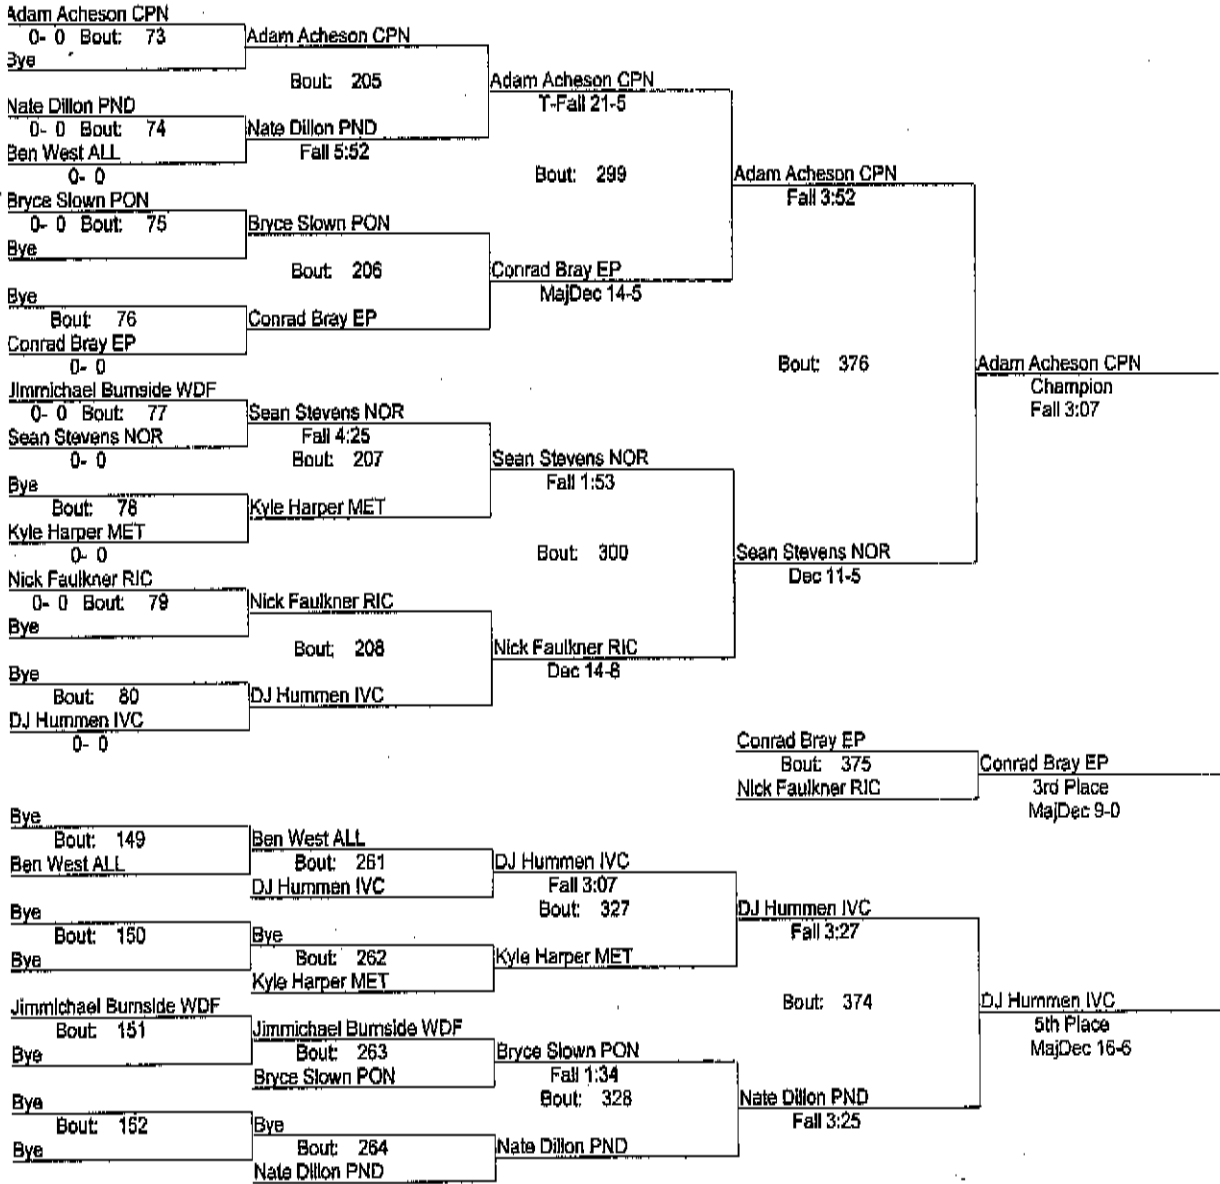 Adam Acheson CPN
0- 0 Bout: 73
Bye
Adam Acheson CPN
Bout: 205
Nate Dillon PND
0- 0 Bout: 74
Ben West ALL
0- 0
Nate Dillon PND
Fall 5:52
Adam Acheson CPN
T-Fall 21-5
Bout: 299
Bryce Slown PON
0- 0 Bout: 75
Bye
Bryce Slown PON
Bout: 206
Bye
Bout: 76
Conrad Bray EP
0- 0
Conrad Bray EP
Conrad Bray EP
MajDec 14-5
Adam Acheson CPN
Fall 3:52
Bout: 376
Jimmichael Burnside WDF
0- 0 Bout: 77
Sean Stevens NOR
0- 0
Sean Stevens NOR
Fall 4:25
Bout: 207
Bye
Bout: 78
Kyle Harper MET
0- 0
Kyle Harper MET
Sean Stevens NOR
Fall 1:53
Bout: 300
Nick Faulkner RIC
0- 0 Bout: 79
Bye
Nick Faulkner RIC
Bout: 208
Bye
Bout: 80
DJ Hummen IVC
0- 0
DJ Hummen IVC
Nick Faulkner RIC
Dec 14-8
Sean Stevens NOR
Dec 11-5
Adam Acheson CPN
Champion
Fall 3:07
Conrad Bray EP
Bout: 375
Nick Faulkner RIC
Conrad Bray EP
3rd Place
MajDec 9-0
Bye
Bout: 149
Ben West ALL
Ben West ALL
Bout: 261
DJ Hummen IVC
DJ Hummen IVC
Fall 3:07
Bout: 327
Bye
Bout: 150
Bye
Bye
Bout: 262
Kyle Harper MET
Kyle Harper MET
DJ Hummen IVC
Fall 3:27
Bout: 374
Jimmichael Burnside WDF
Bout: 151
Bye
Jimmichael Burnside WDF
Bout: 263
Bryce Slown PON
Bryce Slown PON
Fall 1:34
Bout: 328
Bye
Bout: 152
Bye
Bye
Bout: 264
Nate Dillon PND
Nate Dillon PND
Nate Dillon PND
Fall 3:25
DJ Hummen IVC
5th Place
MajDec 16-6